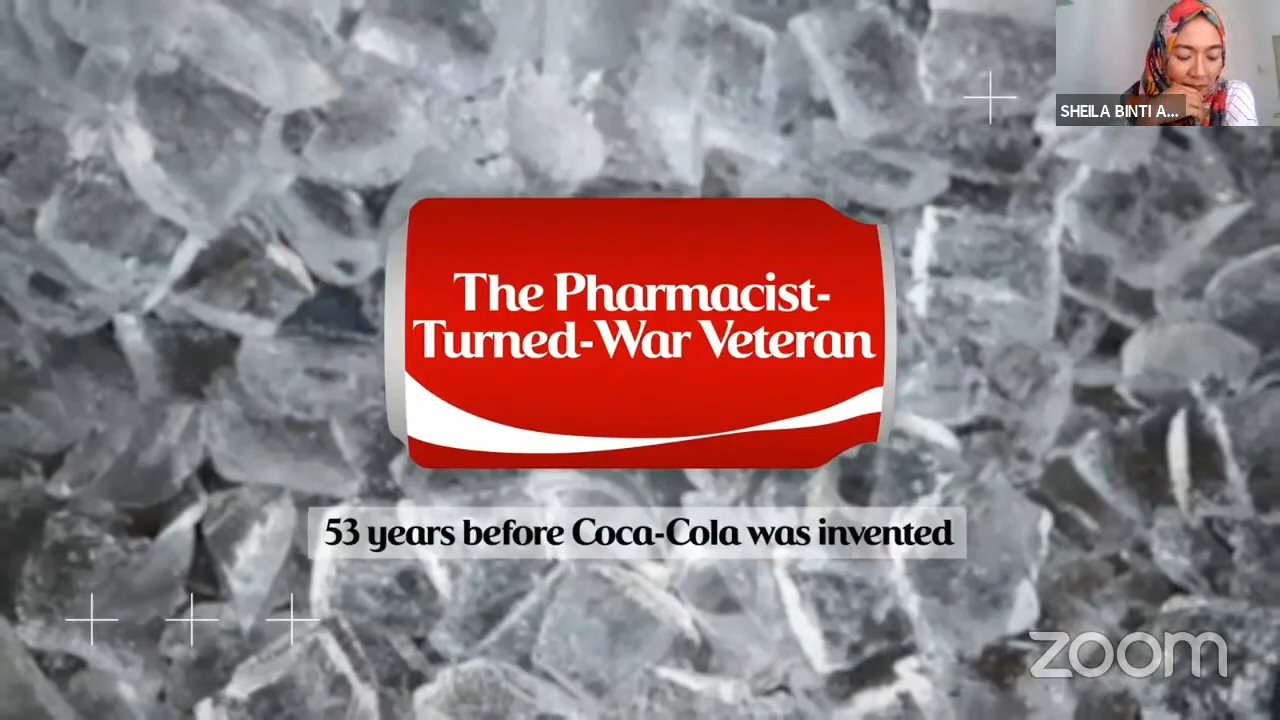 SHEILA BINTI A...
The Pharmacist-
Turned-War Veteran
53 years before Coca-Cola was invented
zoom